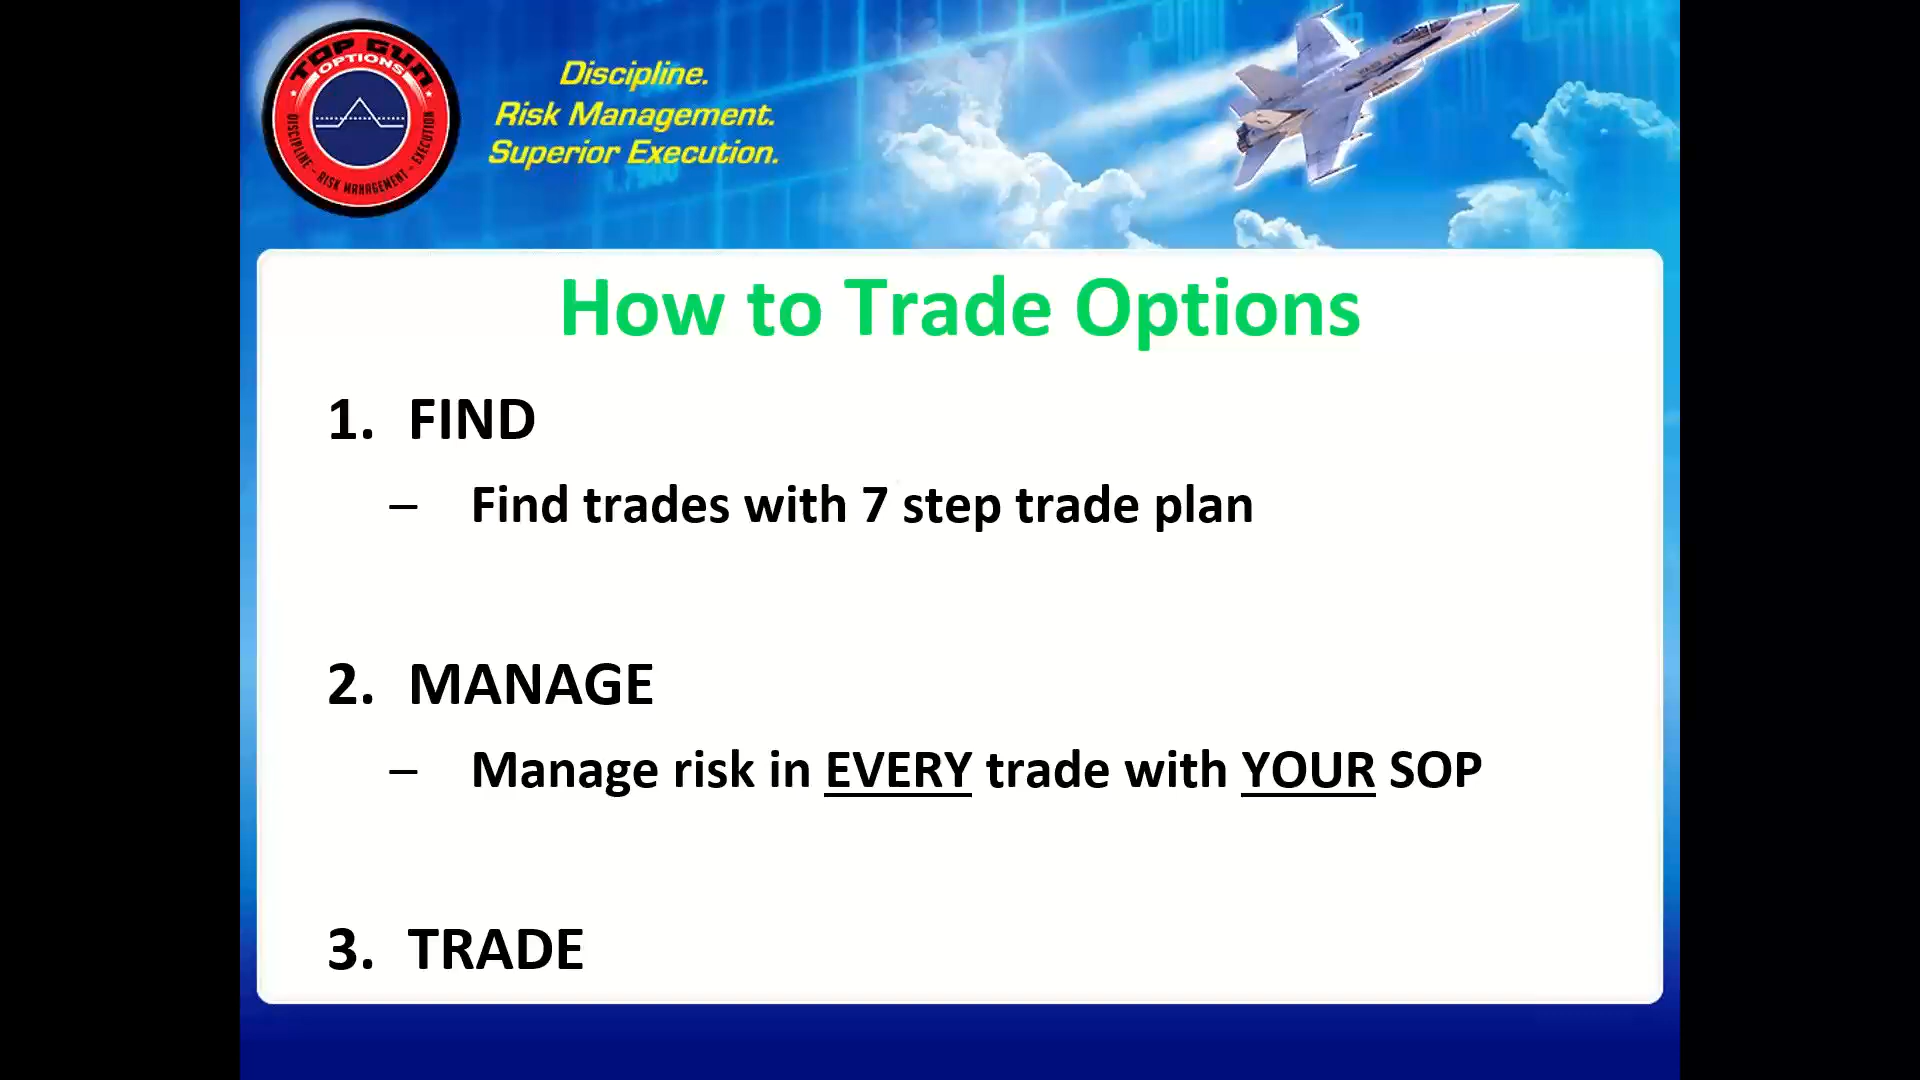 TOP GUN
OPTIONS
DISCIPLINE - RISK MANAGEMENT - EXECUTION
Discipline.
Risk Management.
Superior Execution.
How to Trade Options
1. FIND
– Find trades with 7 step trade plan
2. MANAGE
– Manage risk in EVERY trade with YOUR SOP
3. TRADE